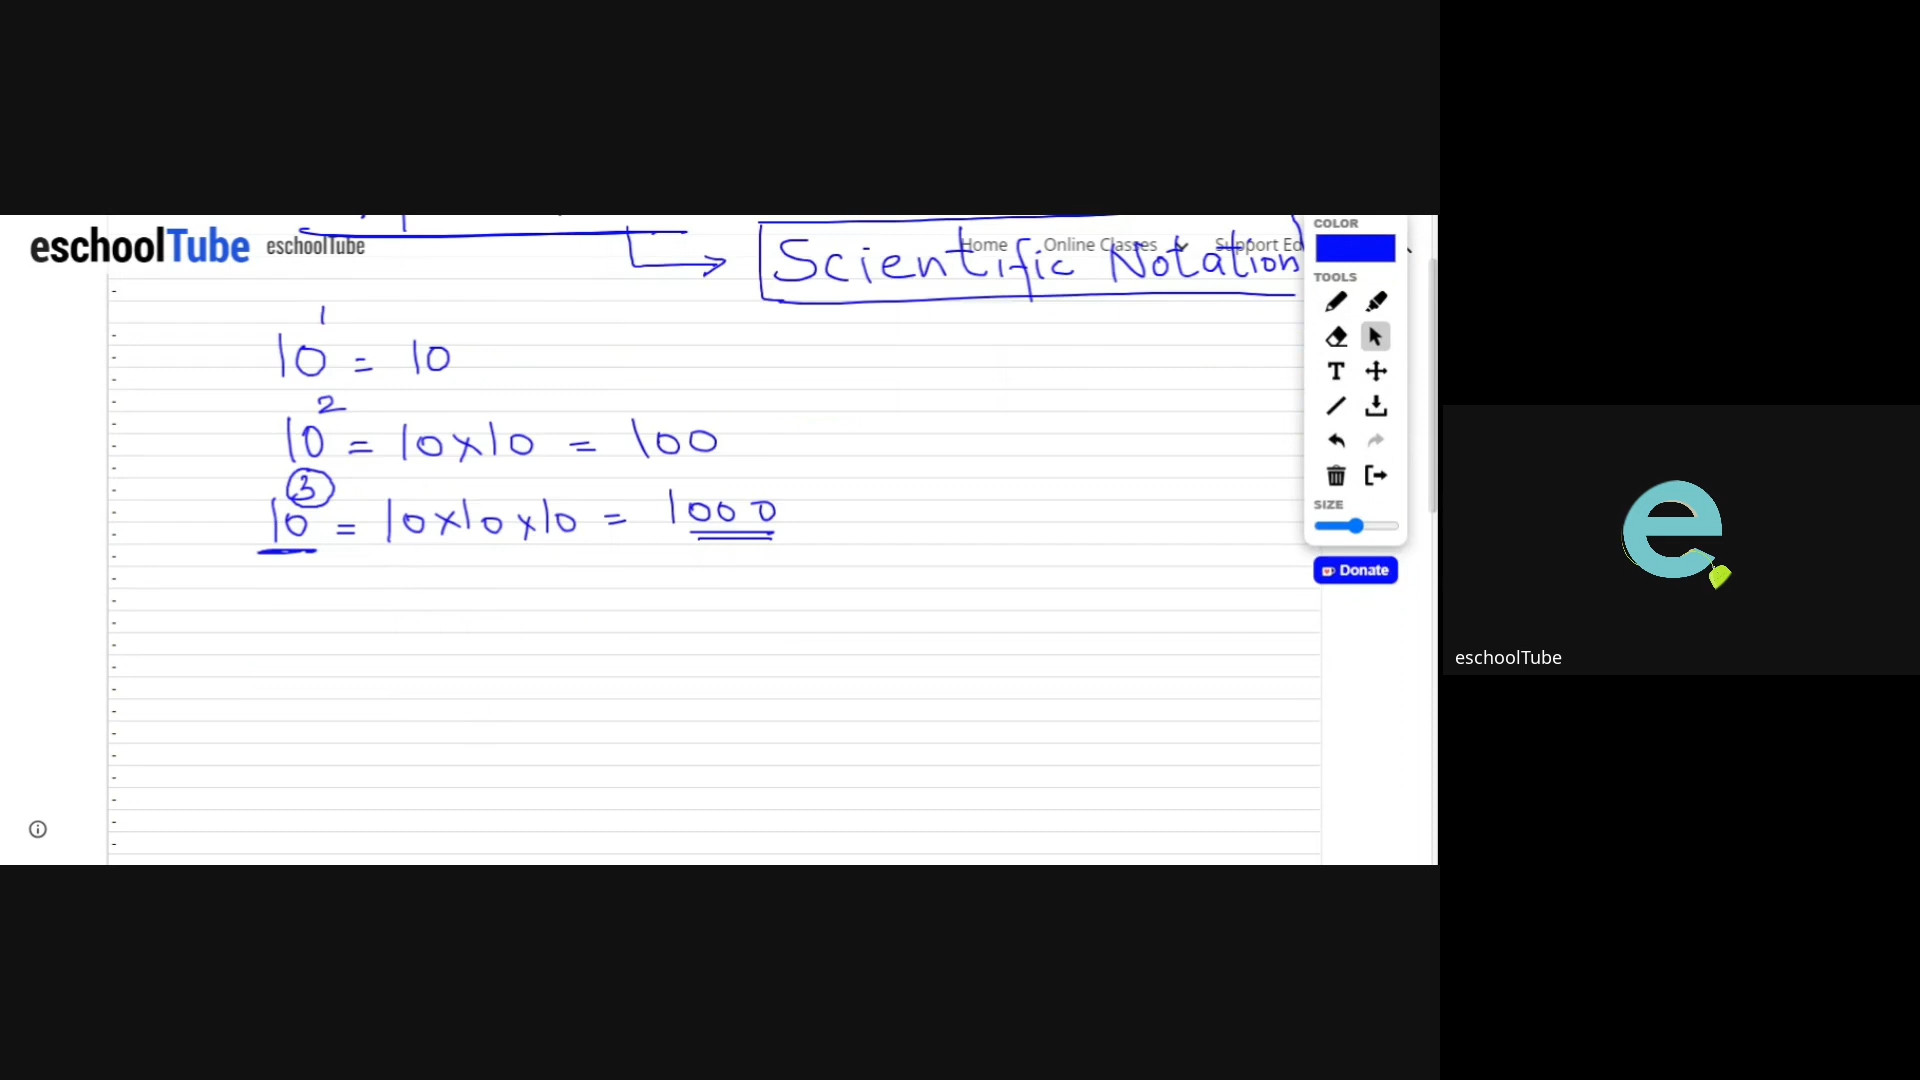 eschoolTube eschoolTube
Home Online Classes Support Ed
Scientific Notation
10¹ = 10
10² = 10×10 = 100
10³ = 10×10×10 = 1000
COLOR
TOOLS
T
SIZE
Donate
eschoolTube